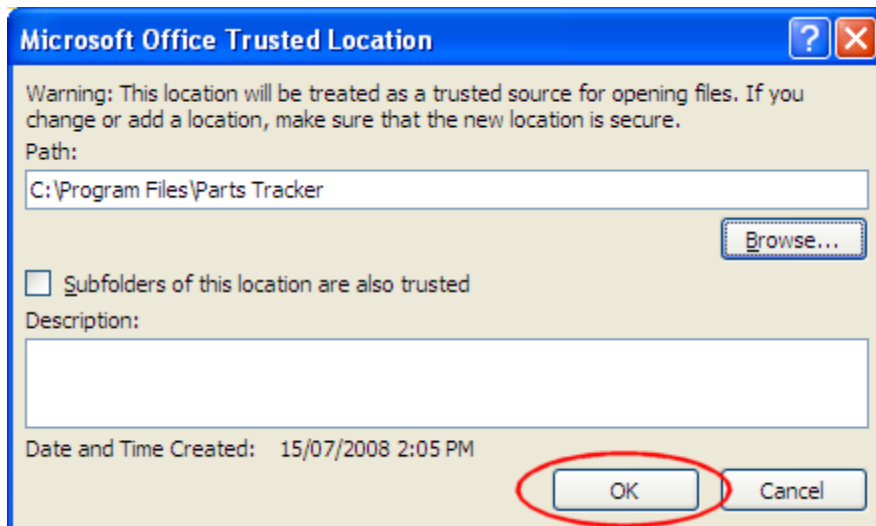 Microsoft Office Trusted Location
Warning: This location will be treated as a trusted source for opening files. If you
change or add a location, make sure that the new location is secure.
Path:
C:\Program Files\Parts Tracker
Browse...
Subfolders of this location are also trusted
Description:
Date and Time Created: 15/07/2008 2:05 PM
OK Cancel